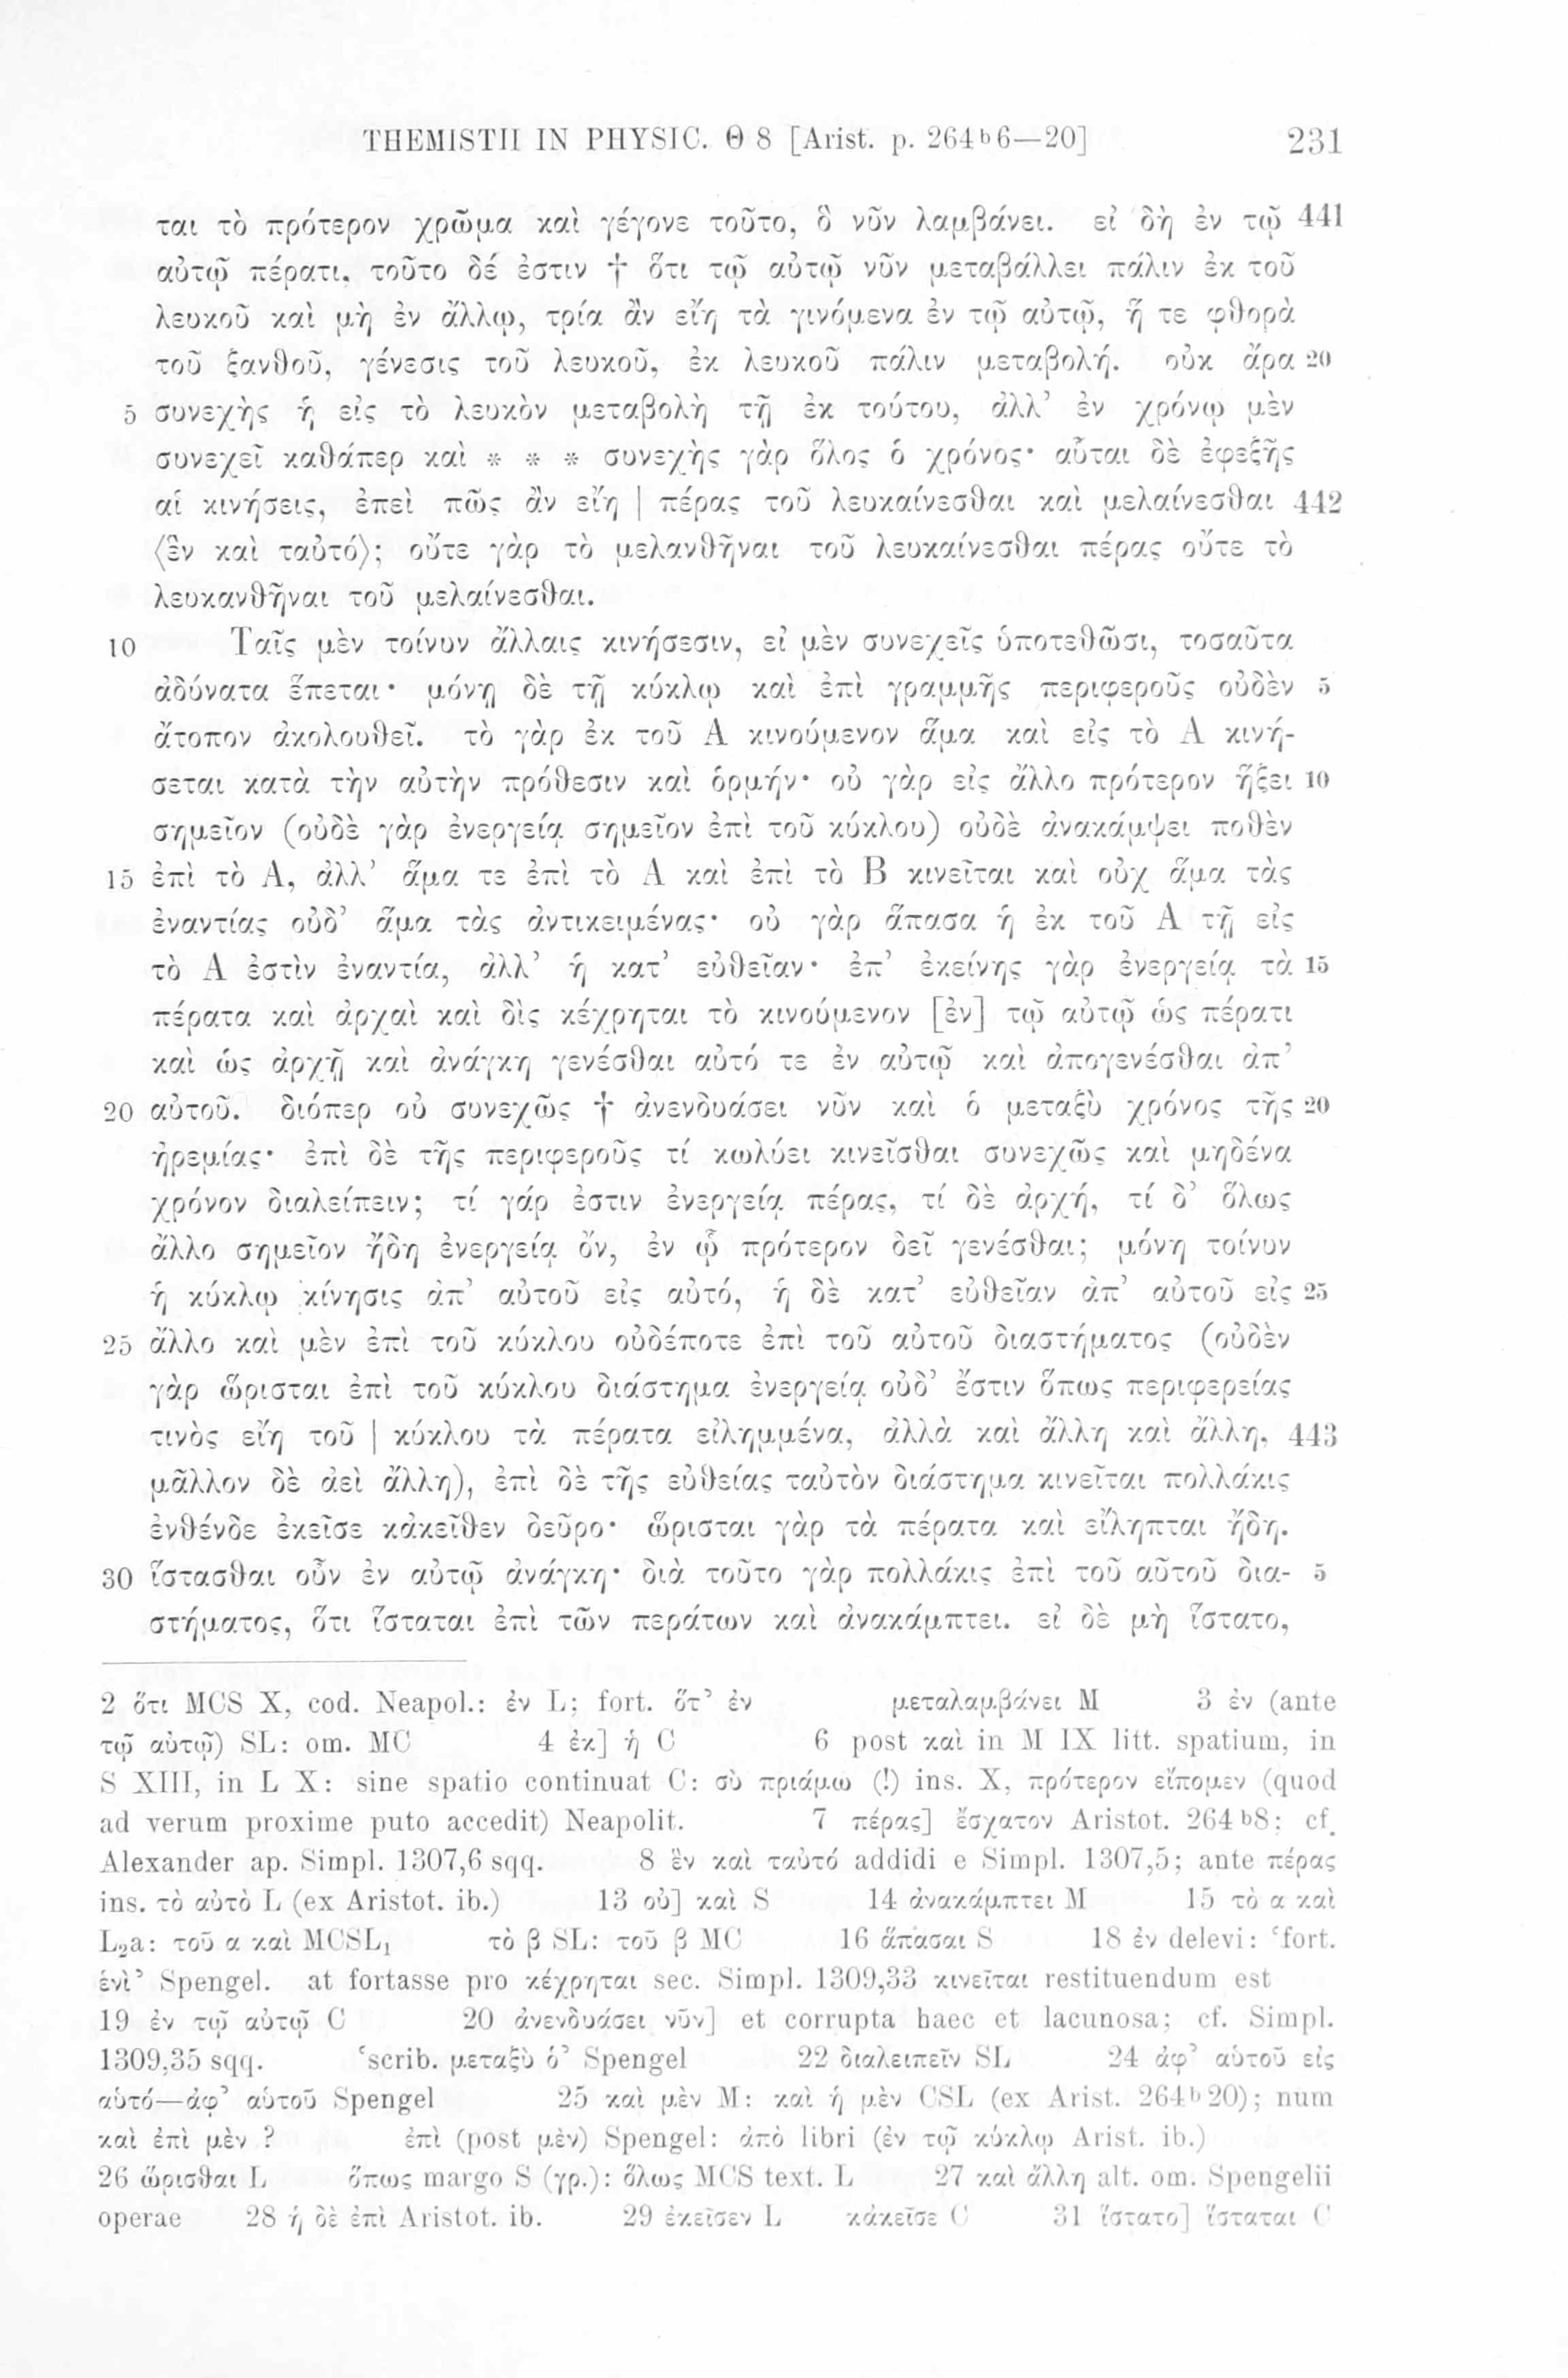 THEMISTII IN PHYSIC. Θ 8 [Arist. p. 264ᵇ6—20] 231
ται τὸ πρότερον χρῶμα καὶ γέγονε τοῦτο, ὃ νῦν λαμβάνει. εἰ δὴ ἐν τῷ 441
αὐτῷ πέρατι, τοῦτο δέ ἐστιν † ὅτι τῷ αὐτῷ νῦν μεταβάλλει πάλιν ἐκ τοῦ
λευκοῦ καὶ μὴ ἐν ἄλλῳ, τρία ἂν εἴη τὰ γινόμενα ἐν τῷ αὐτῷ, ἥ τε φθορὰ
τοῦ ξανθοῦ, γένεσις τοῦ λευκοῦ, ἐκ λευκοῦ πάλιν μεταβολή. οὐκ ἄρα 20
5 συνεχὴς ἡ εἰς τὸ λευκὸν μεταβολὴ τῇ ἐκ τούτου, ἀλλ’ ἐν χρόνῳ μὲν
συνεχεῖ καθάπερ καὶ * * * συνεχὴς γὰρ ὅλος ὁ χρόνος· αὗται δὲ ἐφεξῆς
αἱ κινήσεις, ἐπεὶ πῶς ἂν εἴη | πέρας τοῦ λευκαίνεσθαι καὶ μελαίνεσθαι 442
⟨ἓν καὶ ταὐτό⟩; οὔτε γὰρ τὸ μελανθῆναι τοῦ λευκαίνεσθαι πέρας οὔτε τὸ
λευκανθῆναι τοῦ μελαίνεσθαι.
10 Ταῖς μὲν τοίνυν ἄλλαις κινήσεσιν, εἰ μὲν συνεχεῖς ὑποτεθῶσι, τοσαῦτα
ἀδύνατα ἕπεται· μόνῃ δὲ τῇ κύκλῳ καὶ ἐπὶ γραμμῆς περιφεροῦς οὐδὲν 5
ἄτοπον ἀκολουθεῖ. τὸ γὰρ ἐκ τοῦ Α κινούμενον ἅμα καὶ εἰς τὸ Α κινή-
σεται κατὰ τὴν αὐτὴν πρόθεσιν καὶ ὁρμήν· οὐ γὰρ εἰς ἄλλο πρότερον ἥξει 10
σημεῖον (οὐδὲ γὰρ ἐνεργείᾳ σημεῖον ἐπὶ τοῦ κύκλου) οὐδὲ ἀνακάμψει ποθὲν
15 ἐπὶ τὸ Α, ἀλλ’ ἅμα τε ἐπὶ τὸ Α καὶ ἐπὶ τὸ Β κινεῖται καὶ οὐχ ἅμα τὰς
ἐναντίας οὐδ’ ἅμα τὰς ἀντικειμένας· οὐ γὰρ ἅπασα ἡ ἐκ τοῦ Α τῇ εἰς
τὸ Α ἐστὶν ἐναντία, ἀλλ’ ἡ κατ’ εὐθεῖαν· ἐπ’ ἐκείνης γὰρ ἐνεργείᾳ τὰ 15
πέρατα καὶ ἀρχαὶ καὶ δὶς κέχρηται τὸ κινούμενον [ἐν] τῷ αὐτῷ ὡς πέρατι
καὶ ὡς ἀρχῇ καὶ ἀνάγκη γενέσθαι αὐτό τε ἐν αὐτῷ καὶ ἀπογενέσθαι ἀπ’
20 αὐτοῦ. διόπερ οὐ συνεχῶς † ἀνενδυάσει νῦν καὶ ὁ μεταξὺ χρόνος τῆς 20
ἠρεμίας· ἐπὶ δὲ τῆς περιφεροῦς τί κωλύει κινεῖσθαι συνεχῶς καὶ μηδένα
χρόνον διαλείπειν; τί γάρ ἐστιν ἐνεργείᾳ πέρας, τί δὲ ἀρχή, τί δ’ ὅλως
ἄλλο σημεῖον ἤδη ἐνεργείᾳ ὄν, ἐν ᾧ πρότερον δεῖ γενέσθαι; μόνη τοίνυν
ἡ κύκλῳ κίνησις ἀπ’ αὐτοῦ εἰς αὐτό, ἡ δὲ κατ’ εὐθεῖαν ἀπ’ αὐτοῦ εἰς 25
25 ἄλλο καὶ μὲν ἐπὶ τοῦ κύκλου οὐδέποτε ἐπὶ τοῦ αὐτοῦ διαστήματος (οὐδὲν
γὰρ ὥρισται ἐπὶ τοῦ κύκλου διάστημα ἐνεργείᾳ οὐδ’ ἔστιν ὅπως περιφερείας
τινὸς εἴη τοῦ | κύκλου τὰ πέρατα εἰλημμένα, ἀλλὰ καὶ ἄλλη καὶ ἄλλη, 443
μᾶλλον δὲ ἀεὶ ἄλλη), ἐπὶ δὲ τῆς εὐθείας ταὐτὸν διάστημα κινεῖται πολλάκις
ἐνθένδε ἐκεῖσε κἀκεῖθεν δεῦρο· ὥρισται γὰρ τὰ πέρατα καὶ εἴληπται ἤδη.
30 ἵστασθαι οὖν ἐν αὐτῷ ἀνάγκη· διὰ τοῦτο γὰρ πολλάκις ἐπὶ τοῦ αὐτοῦ δια- 5
στήματος, ὅτι ἵσταται ἐπὶ τῶν περάτων καὶ ἀνακάμπτει. εἰ δὲ μὴ ἵστατο,
2 ὅτι MCS X, cod. Neapol.: ἐν L; fort. ὅτ’ ἐν μεταλαμβάνει M 3 ἐν (ante
τῷ αὐτῷ) SL: om. MC 4 ἐκ] ἡ C 6 post καὶ in M IX litt. spatium, in
S XIII, in L X: sine spatio continuat C: σὺ πριάμω (!) ins. X, πρότερον εἴπομεν (quod
ad verum proxime puto accedit) Neapolit. 7 πέρας] ἔσχατον Aristot. 264ᵇ8; cf.
Alexander ap. Simpl. 1307,6 sqq. 8 ἓν καὶ ταὐτό addidi e Simpl. 1307,5; ante πέρας
ins. τὸ αὐτὸ L (ex Aristot. ib.) 13 οὐ] καὶ S 14 ἀνακάμπτει M 15 τὸ α καὶ
L₂a: τοῦ α καὶ MCSL₁ τὸ β SL: τοῦ β MC 16 ἅπασαι S 18 ἐν delevi: ‘fort.
ἑνὶ’ Spengel. at fortasse pro κέχρηται sec. Simpl. 1309,33 κινεῖται restituendum est
19 ἐν τῷ αὐτῷ C 20 ἀνενδυάσει νῦν] et corrupta haec et lacunosa; cf. Simpl.
1309,35 sqq. ‘scrib. μεταξὺ ὁ’ Spengel 22 διαλειπεῖν SL 24 ἀφ’ αὑτοῦ εἰς
αὑτό—ἀφ’ αὑτοῦ Spengel 25 καὶ μὲν M: καὶ ἡ μὲν CSL (ex Arist. 264ᵇ20); num
καὶ ἐπὶ μὲν ? ἐπὶ (post μὲν) Spengel: ἀπὸ libri (ἐν τῷ κύκλῳ Arist. ib.)
26 ὡρισθαι L ὅπως margo S (γρ.): ὅλως MCS text. L 27 καὶ ἄλλη alt. om. Spengelii
operae 28 ἡ δὲ ἐπὶ Aristot. ib. 29 ἐκεῖσεν L κἀκεῖσε C 31 ἵστατο] ἵσταται C